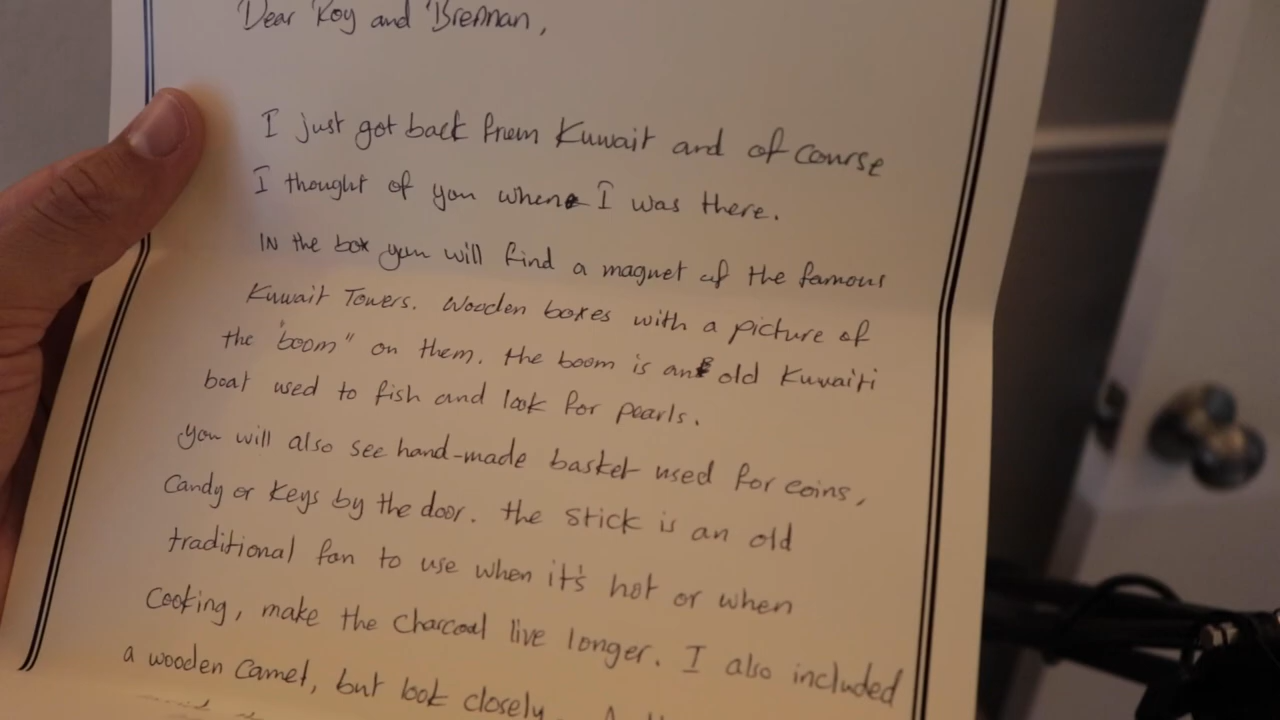 Dear Roy and Brennan,
I just got back from Kuwait and of course
I thought of you when I was there.
IN the box you will find a magnet of the famous
Kuwait Towers. Wooden boxes with a picture of
the "boom" on them. the boom is an old Kuwaiti
boat used to fish and look for pearls.
you will also see hand-made basket used for coins,
Candy or Keys by the door. the stick is an old
traditional fan to use when it's hot or when
Cooking, make the Charcoal live longer. I also included
a wooden Camel, but look closely.